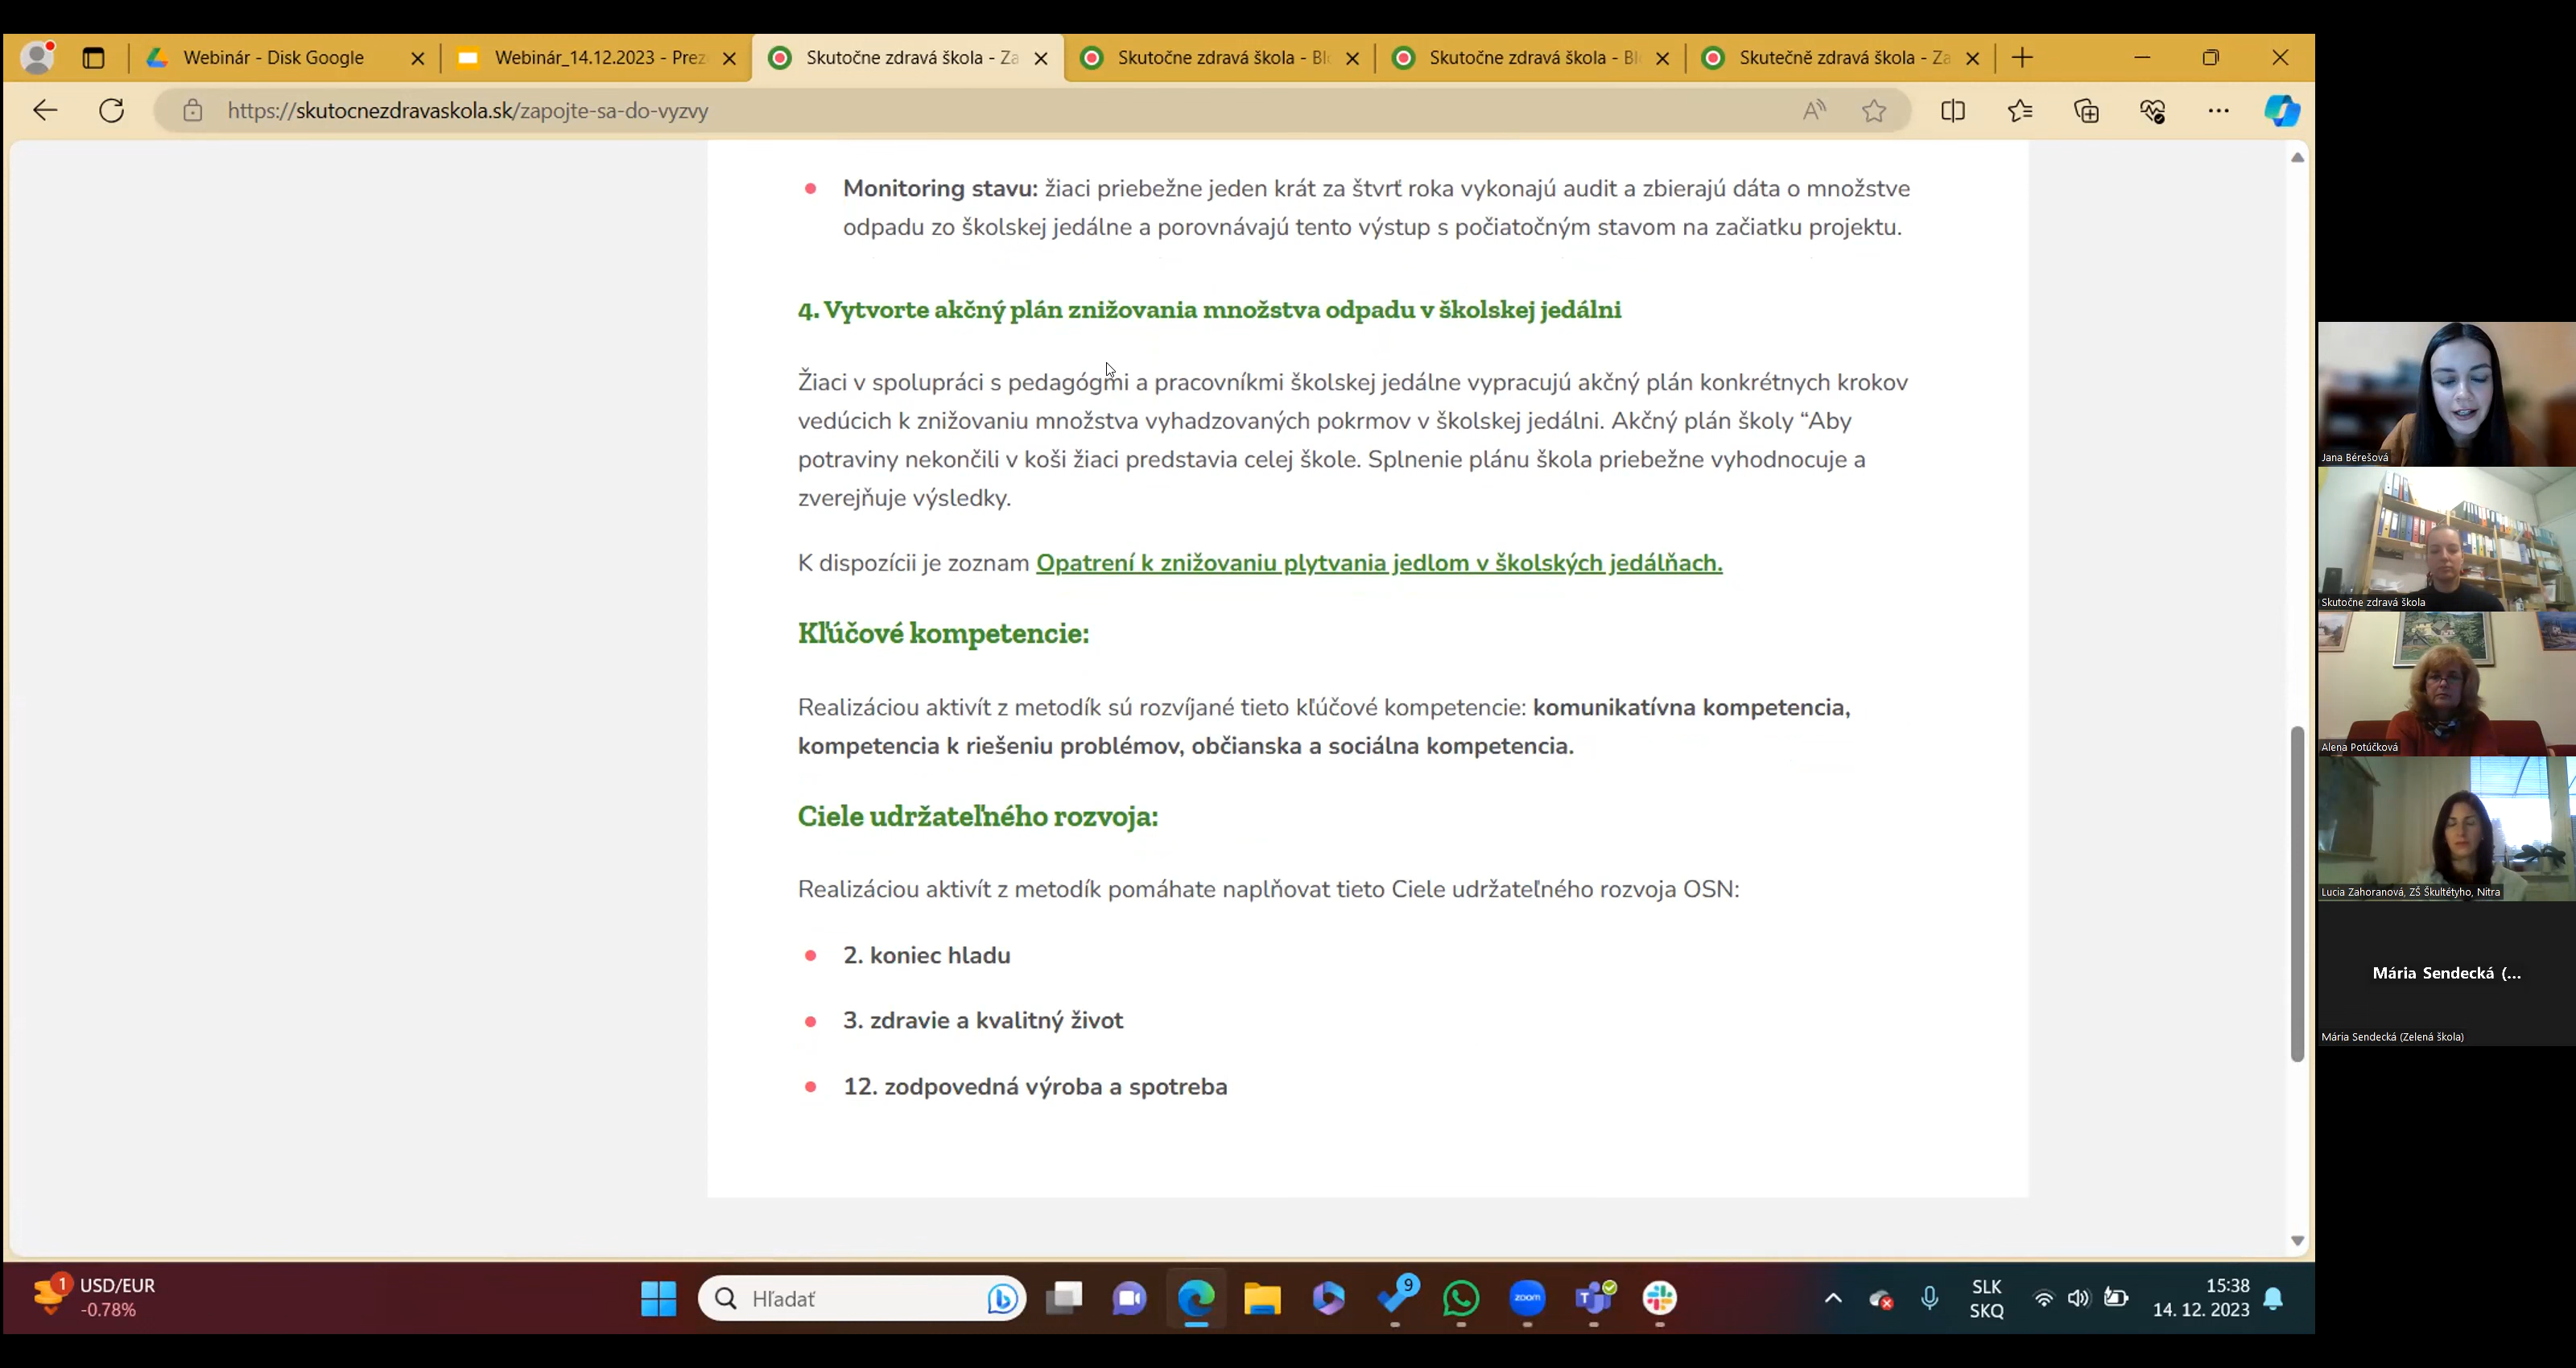 Webinár - Disk Google
Webinár_14.12.2023 - Prez
Skutočne zdravá škola - Za
Skutočne zdravá škola - Blo
Skutočne zdravá škola - Bl
Skutečně zdravá škola - Za
https://skutocnezdravaskola.sk/zapojte-sa-do-vyzvy
Monitoring stavu: žiaci priebežne jeden krát za štvrť roka vykonajú audit a zbierajú dáta o množstve
odpadu zo školskej jedálne a porovnávajú tento výstup s počiatočným stavom na začiatku projektu.
4. Vytvorte akčný plán znižovania množstva odpadu v školskej jedálni
Žiaci v spolupráci s pedagógmi a pracovníkmi školskej jedálne vypracujú akčný plán konkrétnych krokov
vedúcich k znižovaniu množstva vyhadzovaných pokrmov v školskej jedálni. Akčný plán školy “Aby
potraviny nekončili v koši žiaci predstavia celej škole. Splnenie plánu škola priebežne vyhodnocuje a
zverejňuje výsledky.
K dispozícii je zoznam Opatrení k znižovaniu plytvania jedlom v školských jedálňach.
Kľúčové kompetencie:
Realizáciou aktivít z metodík sú rozvíjané tieto kľúčové kompetencie: komunikatívna kompetencia,
kompetencia k riešeniu problémov, občianska a sociálna kompetencia.
Ciele udržateľného rozvoja:
Realizáciou aktivít z metodík pomáhate naplňovat tieto Ciele udržateľného rozvoja OSN:
2. koniec hladu
3. zdravie a kvalitný život
12. zodpovedná výroba a spotreba
Jana Bérešová
Skutočne zdravá škola
Alena Potúčková
Lucia Zahoranová, ZŠ Škultétyho, Nitra
Mária Sendecká (...
Mária Sendecká (Zelená škola)
1
USD/EUR
-0.78%
Hľadať
9
zoom
SLK
SKQ
15:38
14. 12. 2023